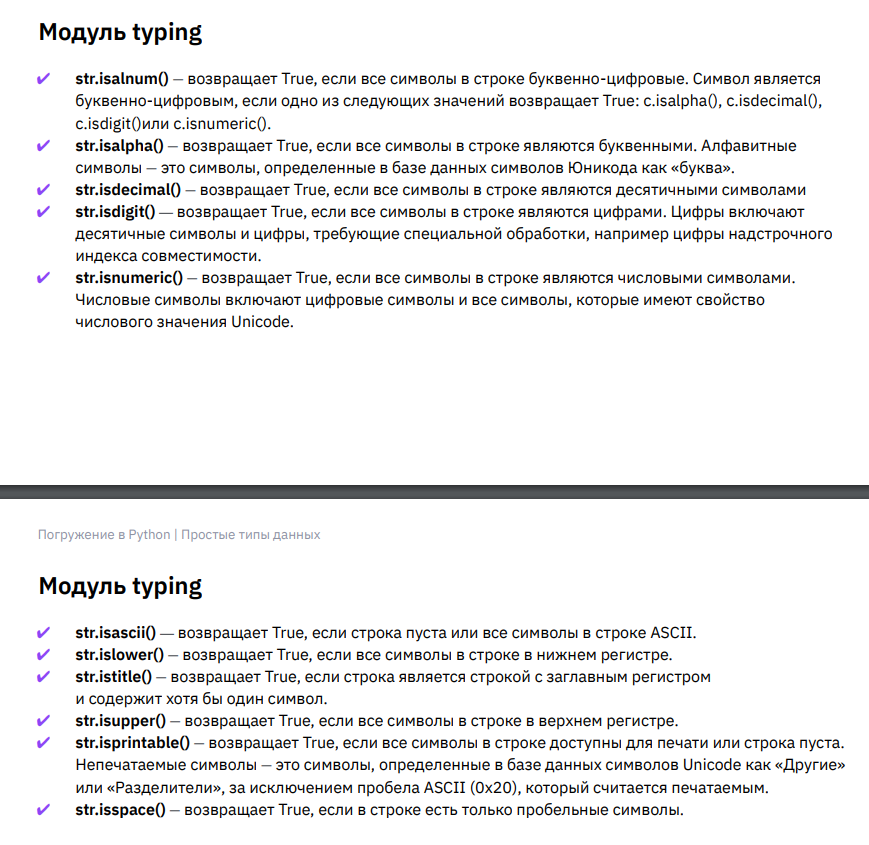 Модуль typing
✔ str.isalnum() — возвращает True, если все символы в строке буквенно-цифровые. Символ является
буквенно-цифровым, если одно из следующих значений возвращает True: c.isalpha(), c.isdecimal(),
c.isdigit()или c.isnumeric().
✔ str.isalpha() — возвращает True, если все символы в строке являются буквенными. Алфавитные
символы — это символы, определенные в базе данных символов Юникода как «буква».
✔ str.isdecimal() — возвращает True, если все символы в строке являются десятичными символами
✔ str.isdigit() — возвращает True, если все символы в строке являются цифрами. Цифры включают
десятичные символы и цифры, требующие специальной обработки, например цифры надстрочного
индекса совместимости.
✔ str.isnumeric() — возвращает True, если все символы в строке являются числовыми символами.
Числовые символы включают цифровые символы и все символы, которые имеют свойство
числового значения Unicode.
Погружение в Python | Простые типы данных
Модуль typing
✔ str.isascii() — возвращает True, если строка пуста или все символы в строке ASCII.
✔ str.islower() — возвращает True, если все символы в строке в нижнем регистре.
✔ str.istitle() — возвращает True, если строка является строкой с заглавным регистром
и содержит хотя бы один символ.
✔ str.isupper() — возвращает True, если все символы в строке в верхнем регистре.
✔ str.isprintable() — возвращает True, если все символы в строке доступны для печати или строка пуста.
Непечатаемые символы — это символы, определенные в базе данных символов Unicode как «Другие»
или «Разделители», за исключением пробела ASCII (0x20), который считается печатаемым.
✔ str.isspace() — возвращает True, если в строке есть только пробельные символы.